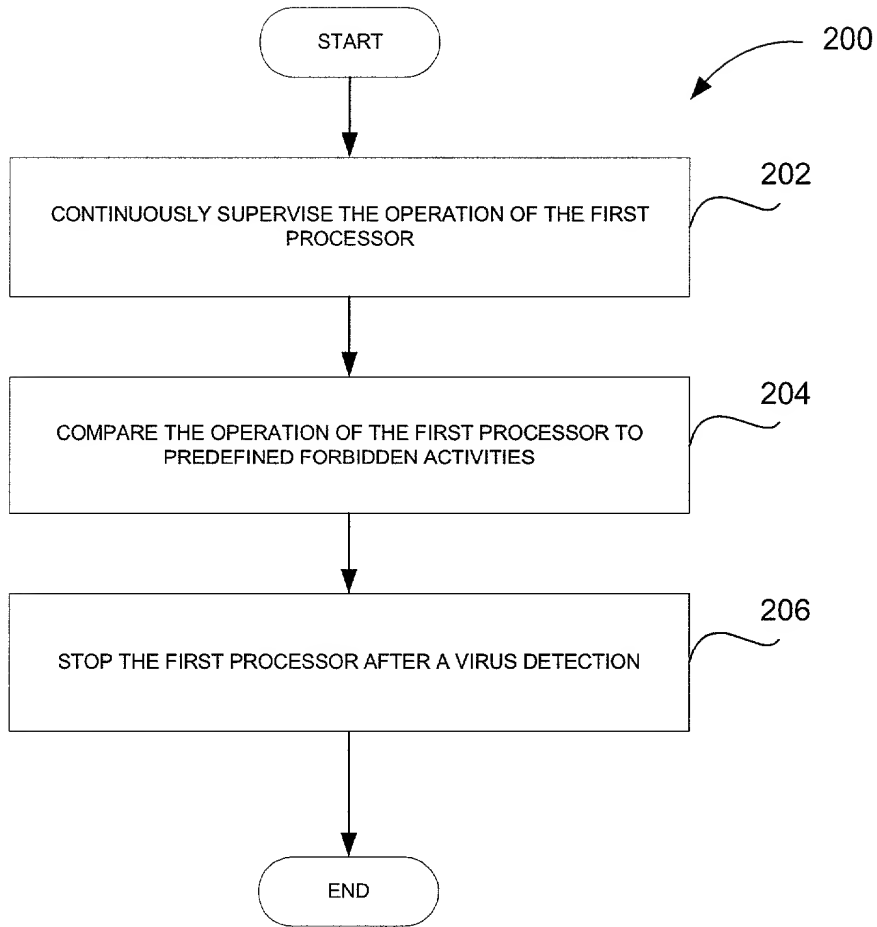 START
200
202
CONTINUOUSLY SUPERVISE THE OPERATION OF THE FIRST
PROCESSOR
204
COMPARE THE OPERATION OF THE FIRST PROCESSOR TO
PREDEFINED FORBIDDEN ACTIVITIES
206
STOP THE FIRST PROCESSOR AFTER A VIRUS DETECTION
END